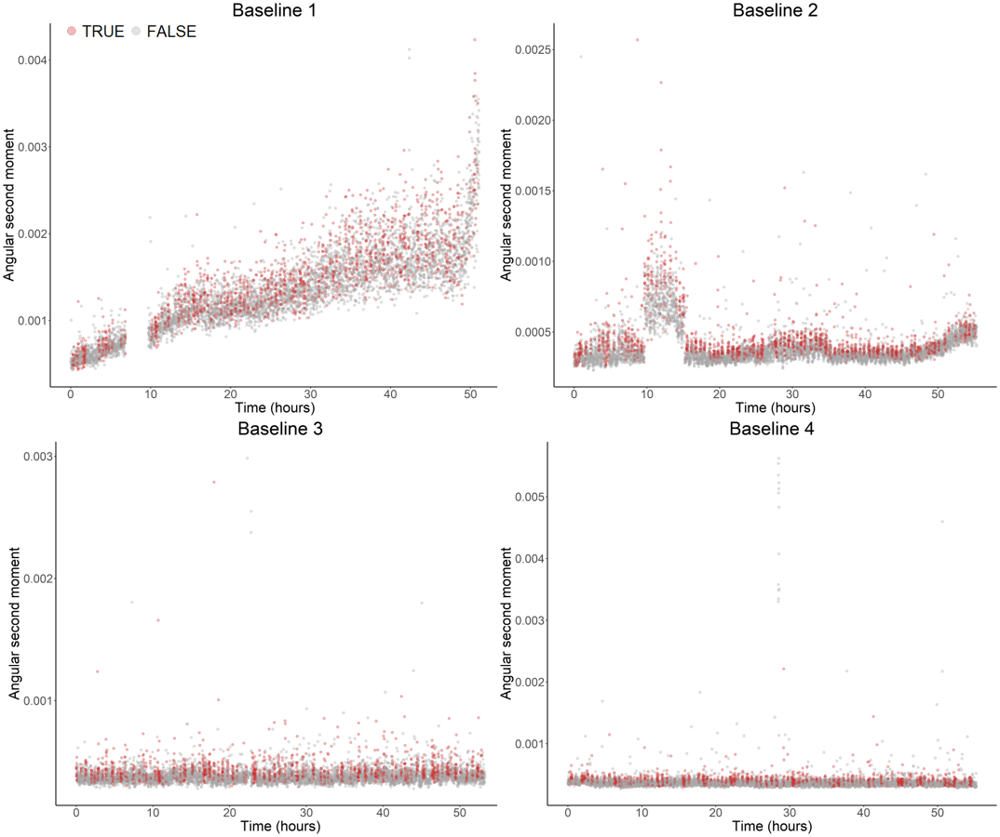 Baseline 1
TRUE FALSE
Angular second moment
0.004
0.003
0.002
0.001
0 10 20 30 40 50
Time (hours)
Baseline 2
Angular second moment
0.0025
0.0020
0.0015
0.0010
0.0005
0 10 20 30 40 50
Time (hours)
Baseline 3
Angular second moment
0.003
0.002
0.001
0 10 20 30 40 50
Time (hours)
Baseline 4
Angular second moment
0.005
0.004
0.003
0.002
0.001
0 10 20 30 40 50
Time (hours)